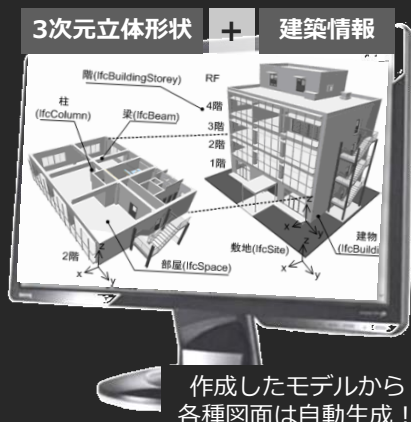 3次元立体形状 + 建築情報
階(IfcBuildingStorey)
RF
柱
(IfcColumn)
梁(IfcBeam)
4階
3階
2階
1階
z
x y
敷地(IfcSite)
建物
(IfcBuildi
z
x y
2階
z
x y
部屋(IfcSpace)
作成したモデルから
各種図面は自動生成！